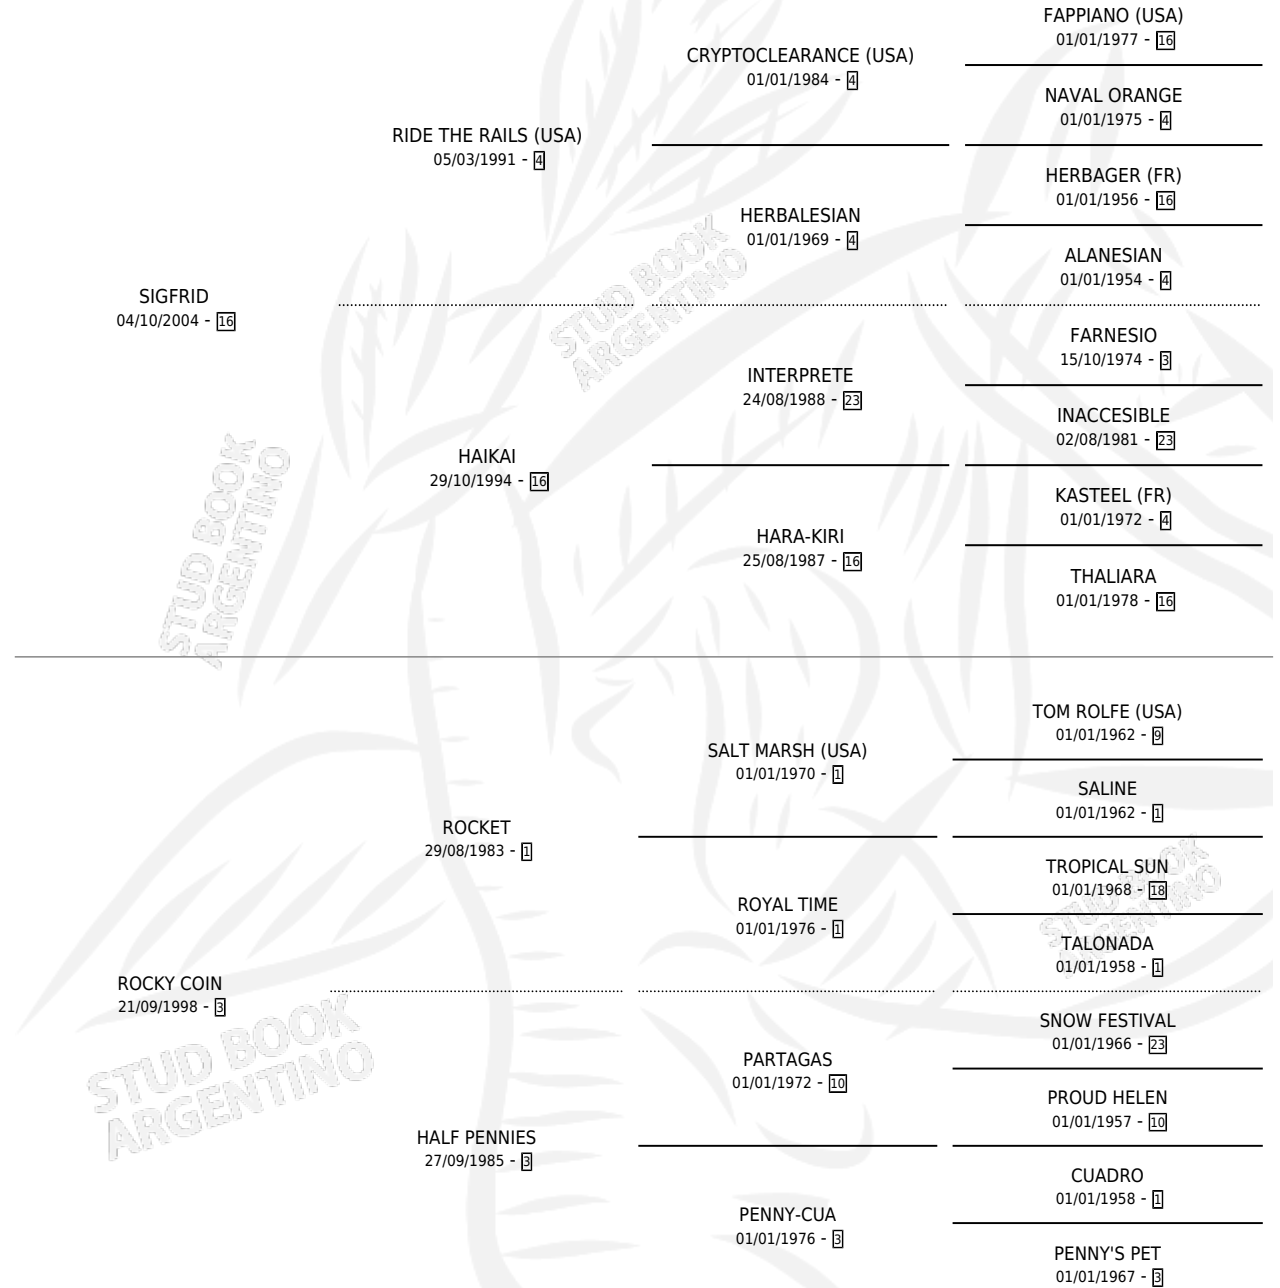 FAPPIANO (USA)
01/01/1977 - 16
CRYPTOCLEARANCE (USA)
01/01/1984 - 4
NAVAL ORANGE
01/01/1975 - 4
RIDE THE RAILS (USA)
05/03/1991 - 4
HERBAGER (FR)
01/01/1956 - 16
HERBALESIAN
01/01/1969 - 4
ALANESIAN
01/01/1954 - 4
SIGFRID
04/10/2004 - 16
FARNESIO
15/10/1974 - 3
INTERPRETE
24/08/1988 - 23
INACCESIBLE
02/08/1981 - 23
HAIKAI
29/10/1994 - 16
KASTEEL (FR)
01/01/1972 - 4
HARA-KIRI
25/08/1987 - 16
THALIARA
01/01/1978 - 16
STUD BOOK
ARGENTINO
STUD BOOK
ARGENTINO
TOM ROLFE (USA)
01/01/1962 - 9
SALT MARSH (USA)
01/01/1970 - 1
SALINE
01/01/1962 - 1
ROCKET
29/08/1983 - 1
TROPICAL SUN
01/01/1968 - 18
ROYAL TIME
01/01/1976 - 1
TALONADA
01/01/1958 - 1
STUD BOOK
ARGENTINO
ROCKY COIN
21/09/1998 - 3
SNOW FESTIVAL
01/01/1966 - 23
PARTAGAS
01/01/1972 - 10
PROUD HELEN
01/01/1957 - 10
HALF PENNIES
27/09/1985 - 3
CUADRO
01/01/1958 - 1
PENNY-CUA
01/01/1976 - 3
PENNY'S PET
01/01/1967 - 3
STUD BOOK
ARGENTINO